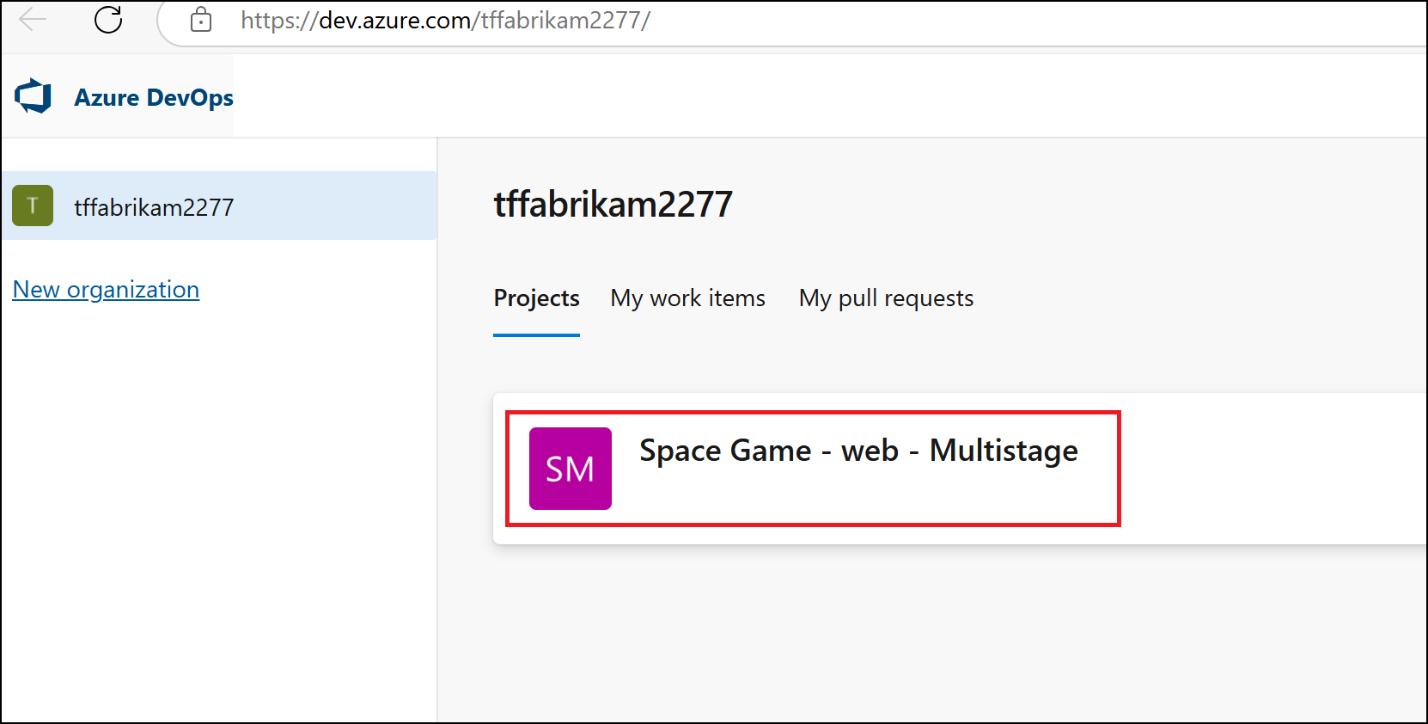 https://dev.azure.com/tffabrikam2277/
Azure DevOps
T tffabrikam2277
New organization
tffabrikam2277
Projects My work items My pull requests
SM Space Game - web - Multistage